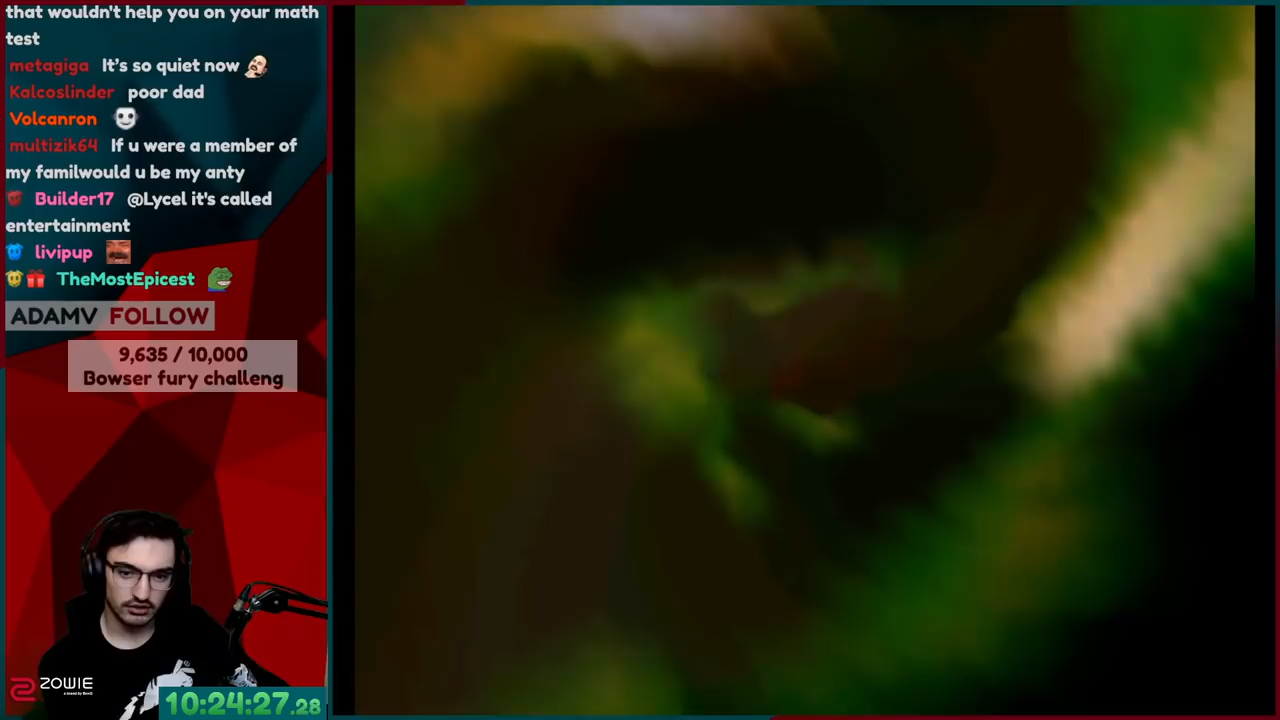 that wouldn't help you on your math
test
metagiga It's so quiet now
Kalcoslinder poor dad
Volcanron
multizik64 If u were a member of
my familwould u be my anty
Builder17 @Lycel it's called
entertainment
livipup
TheMostEpicest
ADAMV FOLLOW
9,635 / 10,000
Bowser fury challeng
ZOWIE
10:24:27.28